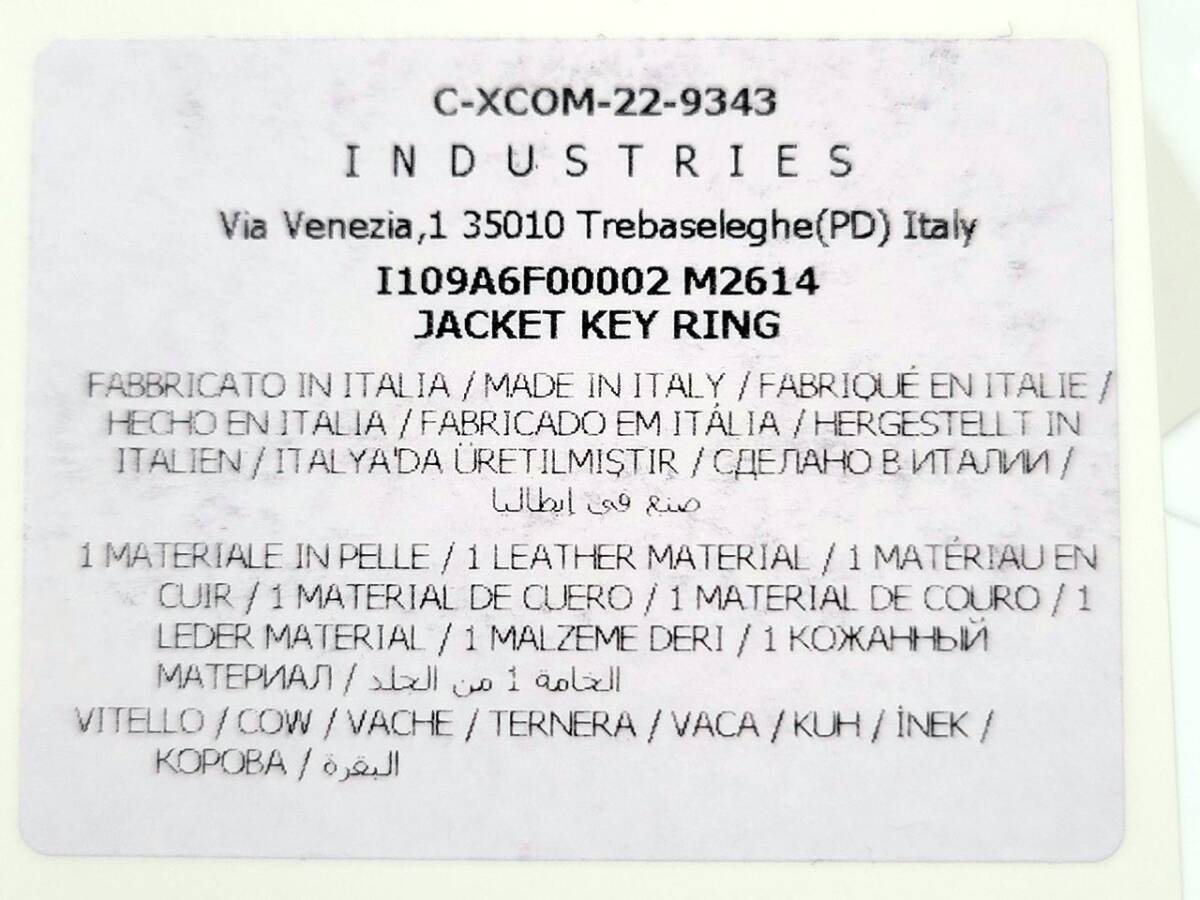 C-XCOM-22-9343
INDUSTRIES
Via Venezia,1 35010 Trebaseleghe(PD) Italy
I109A6F00002 M2614
JACKET KEY RING
FABBRICATO IN ITALIA / MADE IN ITALY / FABRIQUÉ EN ITALIE /
HECHO EN ITALIA / FABRICADO EM ITÁLIA / HERGESTELLT IN
ITALIEN / ITALYA'DA ÜRETILMIŞTIR / СДЕЛАНО В ИТАЛИИ /
صنع في ايطاليا
1 MATERIALE IN PELLE / 1 LEATHER MATERIAL / 1 MATÉRIAU EN
CUIR / 1 MATERIAL DE CUERO / 1 MATERIAL DE COURO / 1
LEDER MATERIAL / 1 MALZEME DERI / 1 КОЖАННЫЙ
МАТЕРИАЛ / الخامة 1 من الجلد
VITELLO / COW / VACHE / TERNERA / VACA / KUH / İNEK /
КОРОВА / البقرة